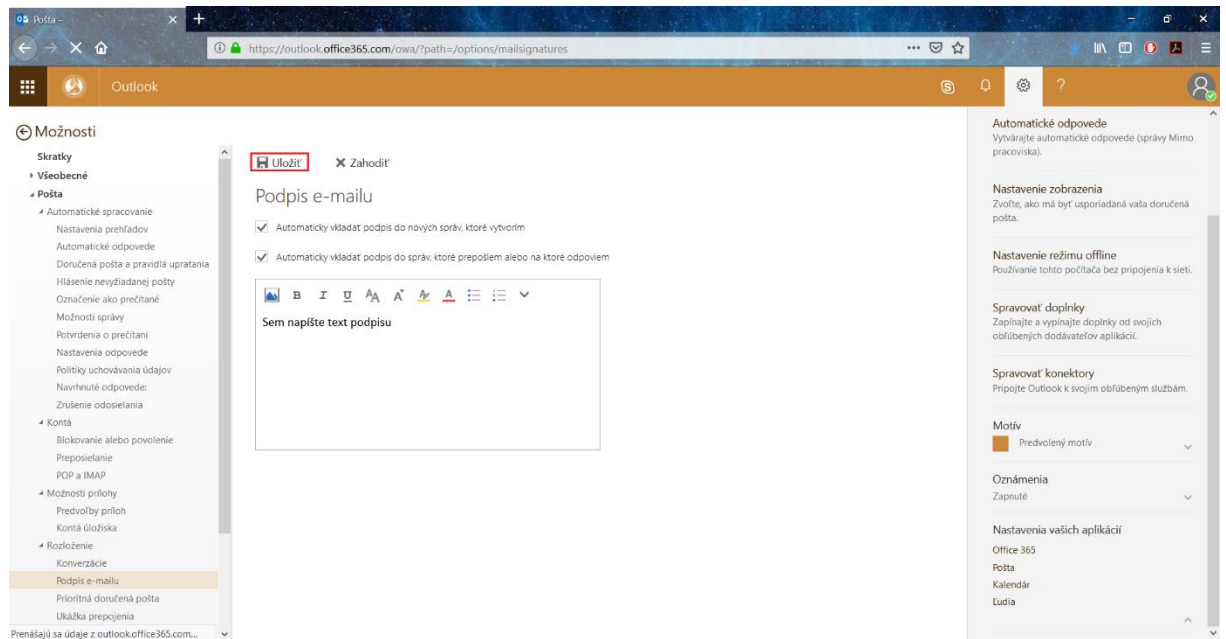 Pošta –
https://outlook.office365.com/owa/?path=/options/mailsignatures
Outlook
Možnosti
Skratky
Všeobecné
Pošta
Automatické spracovanie
Nastavenia prehľadov
Automatické odpovede
Doručená pošta a pravidlá upratania
Hlásenie nevyžiadanej pošty
Označenie ako prečítané
Možnosti správy
Potvrdenia o prečítaní
Nastavenia odpovede
Politiky uchovávania údajov
Navrhnuté odpovede:
Zrušenie odosielania
Kontá
Blokovanie alebo povolenie
Preposielanie
POP a IMAP
Možnosti prílohy
Predvoľby príloh
Kontá úložiska
Rozloženie
Konverzácie
Podpis e-mailu
Prioritná doručená pošta
Ukážka prepojenia
Prenášajú sa údaje z outlook.office365.com...
Uložiť
Zahodiť
Podpis e-mailu
Automaticky vkladať podpis do nových správ, ktoré vytvorím
Automaticky vkladať podpis do správ, ktoré prepošlem alebo na ktoré odpoviem
Sem napíšte text podpisu
Automatické odpovede
Vytvárajte automatické odpovede (správy Mimo
pracoviska).
Nastavenie zobrazenia
Zvoľte, ako má byť usporiadaná vaša doručená
pošta.
Nastavenie režimu offline
Používanie tohto počítača bez pripojenia k sieti.
Spravovať doplnky
Zapínajte a vypínajte doplnky od svojich
obľúbených dodávateľov aplikácií.
Spravovať konektory
Pripojte Outlook k svojim obľúbeným službám.
Motív
Predvolený motív
Oznámenia
Zapnuté
Nastavenia vašich aplikácií
Office 365
Pošta
Kalendár
Ľudia